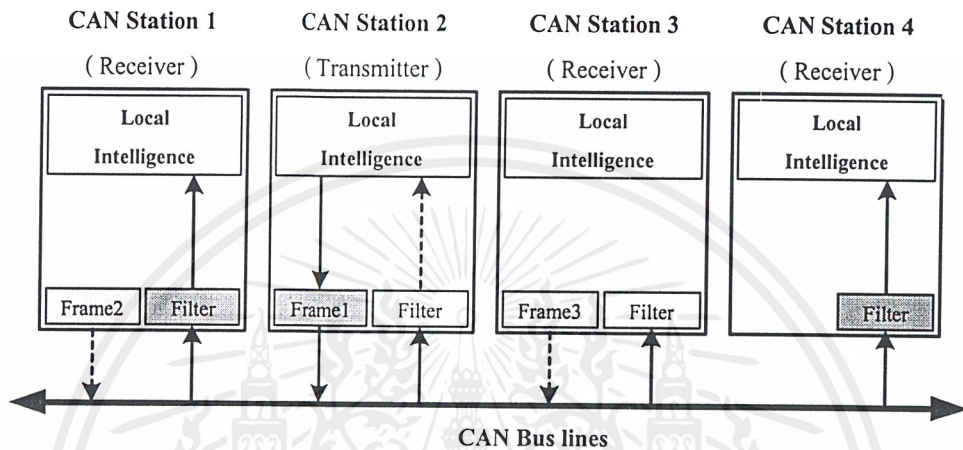 CAN Station 1 CAN Station 2 CAN Station 3 CAN Station 4
( Receiver ) ( Transmitter ) ( Receiver ) ( Receiver )
Local Local Local Local
Intelligence Intelligence Intelligence Intelligence
Frame2 Filter Frame1 Filter Frame3 Filter Filter
CAN Bus lines